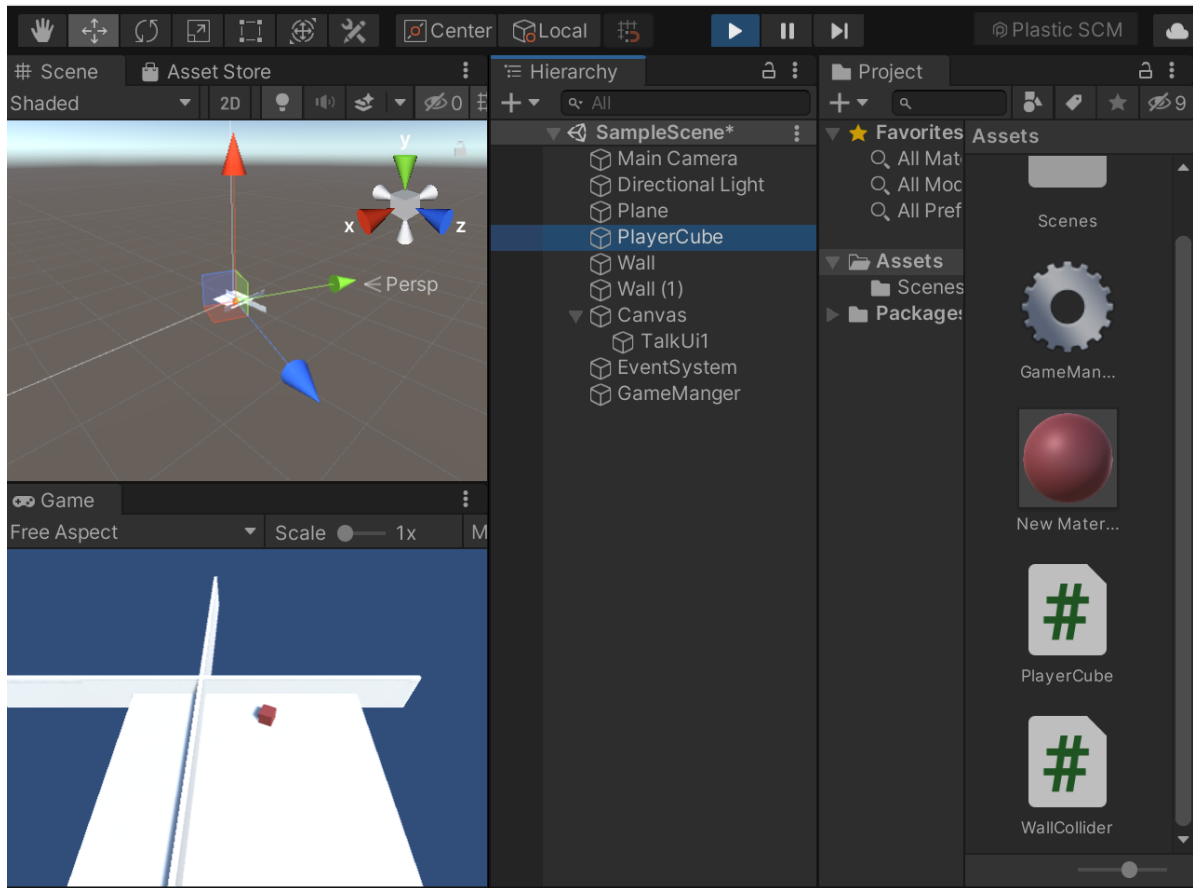 Center Local Plastic SCM
Scene Asset Store
Shaded 2D 0
y
x z
Persp
Game
Free Aspect Scale 1x M
Hierarchy
All
SampleScene*
Main Camera
Directional Light
Plane
PlayerCube
Wall
Wall (1)
Canvas
TalkUi1
EventSystem
GameManger
Project
9
Favorites
All Mat
All Moc
All Pref
Assets
Scenes
Packages
Assets
Scenes
GameMan...
New Mater...
PlayerCube
WallCollider